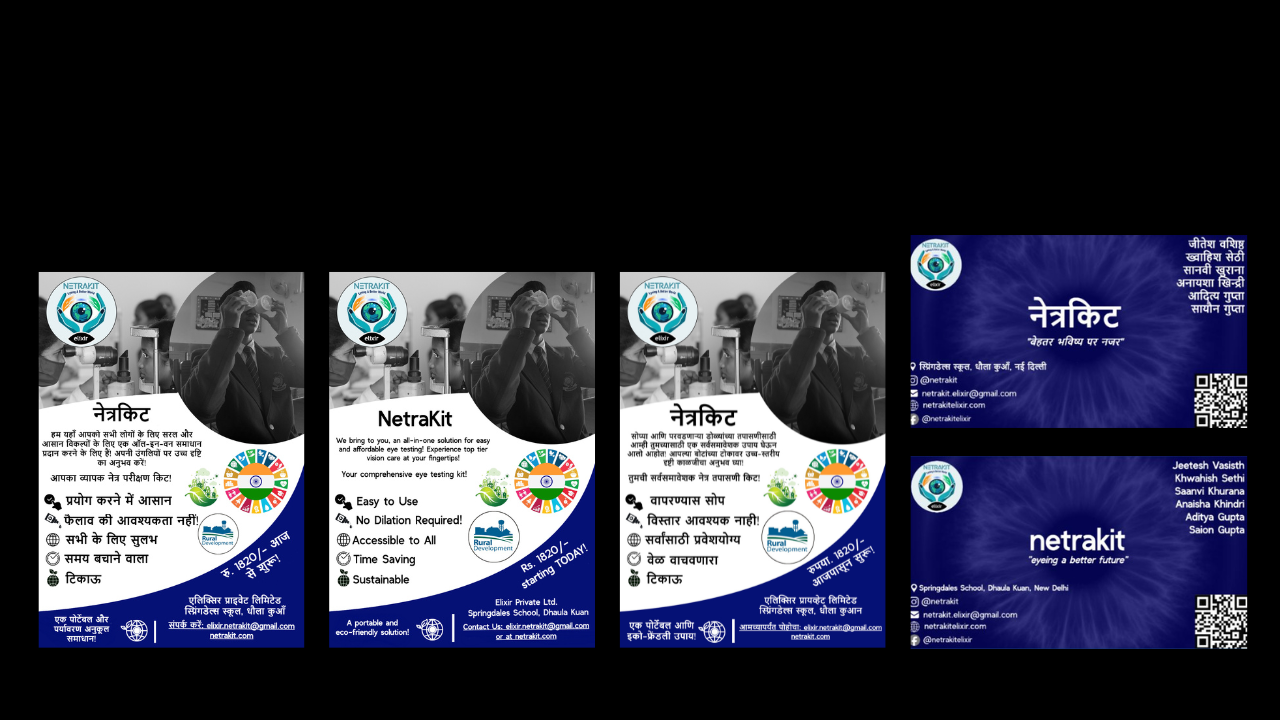 NETRAKIT
elixir
नेत्रकिट
हम यहाँ आपको सभी लोगों के लिए सरल और
आसान विकल्पों के लिए एक ऑल-इन-वन समाधान
प्रदान करने के लिए है! अपनी उंगलियों पर उच्च दृष्टि
का अनुभव करें!
आपका व्यापक नेत्र परीक्षण किट!
प्रयोग करने में आसान
फैलाव की आवश्यकता नहीं!
सभी के लिए सुलभ
समय बचाने वाला
टिकाऊ
Rural
Development
रु. 1820/- आज
से शुरू!
एलिक्सिर प्राइवेट लिमिटेड
स्प्रिंगडेल्स स्कूल, धौला कुआँ
संपर्क करें: elixir.netrakit@gmail.com
netrakit.com
एक पोर्टेबल और
पर्यावरण अनुकूल
समाधान!
NETRAKIT
elixir
NetraKit
We bring to you, an all-in-one solution for easy
and affordable eye testing! Experience top tier
vision care at your fingertips!
Your comprehensive eye testing kit!
Easy to Use
No Dilation Required!
Accessible to All
Time Saving
Sustainable
Rural
Development
Rs. 1820/-
starting TODAY!
Elixir Private Ltd.
Springdales School, Dhaula Kuan
Contact Us: elixir.netrakit@gmail.com
or at netrakit.com
A portable and
eco-friendly solution!
NETRAKIT
elixir
नेत्रकिट
सोप्या आणि परवडणाऱ्या डोळ्यांच्या तपासणीसाठी
आम्ही तुमच्यासाठी एक सर्वसमावेशक उपाय घेऊन
आलो आहोत! आपल्या बोटांच्या टोकावर उच्च-स्तरीय
दृष्टी काळजीचा अनुभव घ्या!
तुमची सर्वसमावेशक नेत्र तपासणी किट!
वापरण्यास सोप
विस्तार आवश्यक नाही!
सर्वांसाठी प्रवेशयोग्य
वेळ वाचवणारा
टिकाऊ
Rural
Development
रुपया. 1820/-
आजपासून सुरू!
एलिक्सिर प्रायव्हेट लिमिटेड
स्प्रिंगडेल्स स्कूल, धौला कुआन
आमच्यापर्यंत पोहोचा: elixir.netrakit@gmail.com
netrakit.com
एक पोर्टेबल आणि
इको-फ्रेंडली उपाय!
NETRAKIT
elixir
जीतेश वशिष्ठ
ख्वाहिश सेठी
सानवी खुराना
अनायशा खिन्द्री
आदित्य गुप्ता
सायोन गुप्ता
नेत्रकिट
"बेहतर भविष्य पर नजर"
स्प्रिंगडेल्स स्कूल, धौला कुआँ, नई दिल्ली
@netrakit
netrakit.elixir@gmail.com
netrakitelixir.com
@netrakitelixir
NETRAKIT
elixir
Jeetesh Vasisth
Khwahish Sethi
Saanvi Khurana
Anaisha Khindri
Aditya Gupta
Saion Gupta
netrakit
"eyeing a better future"
Springdales School, Dhaula Kuan, New Delhi
@netrakit
netrakit.elixir@gmail.com
netrakitelixir.com
@netrakitelixir